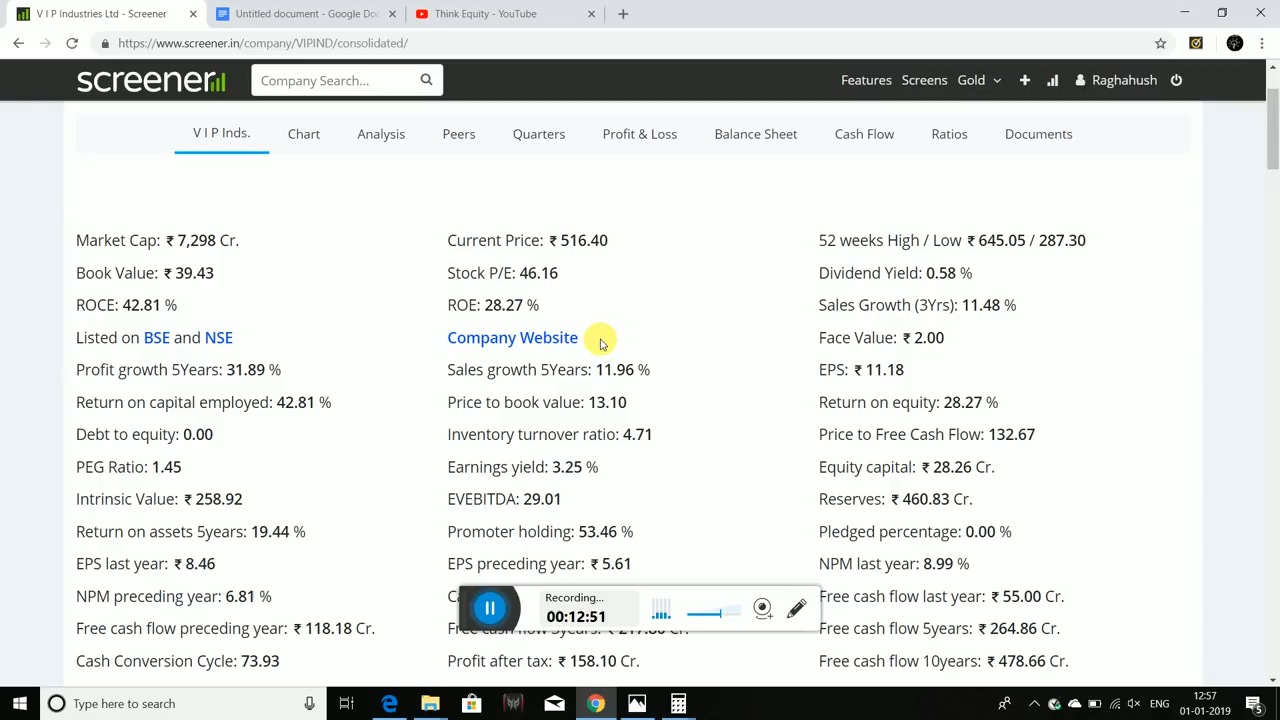 V I P Industries Ltd - Screener
Untitled document - Google Do
Think Equity - YouTube
https://www.screener.in/company/VIPIND/consolidated/
screener
Company Search...
Features Screens Gold Raghahush
V I P Inds. Chart Analysis Peers Quarters Profit & Loss Balance Sheet Cash Flow Ratios Documents
Market Cap: ₹ 7,298 Cr. Current Price: ₹ 516.40 52 weeks High / Low ₹ 645.05 / 287.30
Book Value: ₹ 39.43 Stock P/E: 46.16 Dividend Yield: 0.58 %
ROCE: 42.81 % ROE: 28.27 % Sales Growth (3Yrs): 11.48 %
Listed on BSE and NSE Company Website Face Value: ₹ 2.00
Profit growth 5Years: 31.89 % Sales growth 5Years: 11.96 % EPS: ₹ 11.18
Return on capital employed: 42.81 % Price to book value: 13.10 Return on equity: 28.27 %
Debt to equity: 0.00 Inventory turnover ratio: 4.71 Price to Free Cash Flow: 132.67
PEG Ratio: 1.45 Earnings yield: 3.25 % Equity capital: ₹ 28.26 Cr.
Intrinsic Value: ₹ 258.92 EVEBITDA: 29.01 Reserves: ₹ 460.83 Cr.
Return on assets 5years: 19.44 % Promoter holding: 53.46 % Pledged percentage: 0.00 %
EPS last year: ₹ 8.46 EPS preceding year: ₹ 5.61 NPM last year: 8.99 %
NPM preceding year: 6.81 % Free cash flow last year: ₹ 55.00 Cr.
Recording...
00:12:51
Free cash flow preceding year: ₹ 118.18 Cr. Free cash flow 5years: ₹ 264.86 Cr.
Cash Conversion Cycle: 73.93 Profit after tax: ₹ 158.10 Cr. Free cash flow 10years: ₹ 478.66 Cr.
Type here to search
ENG
12:57
01-01-2019
5